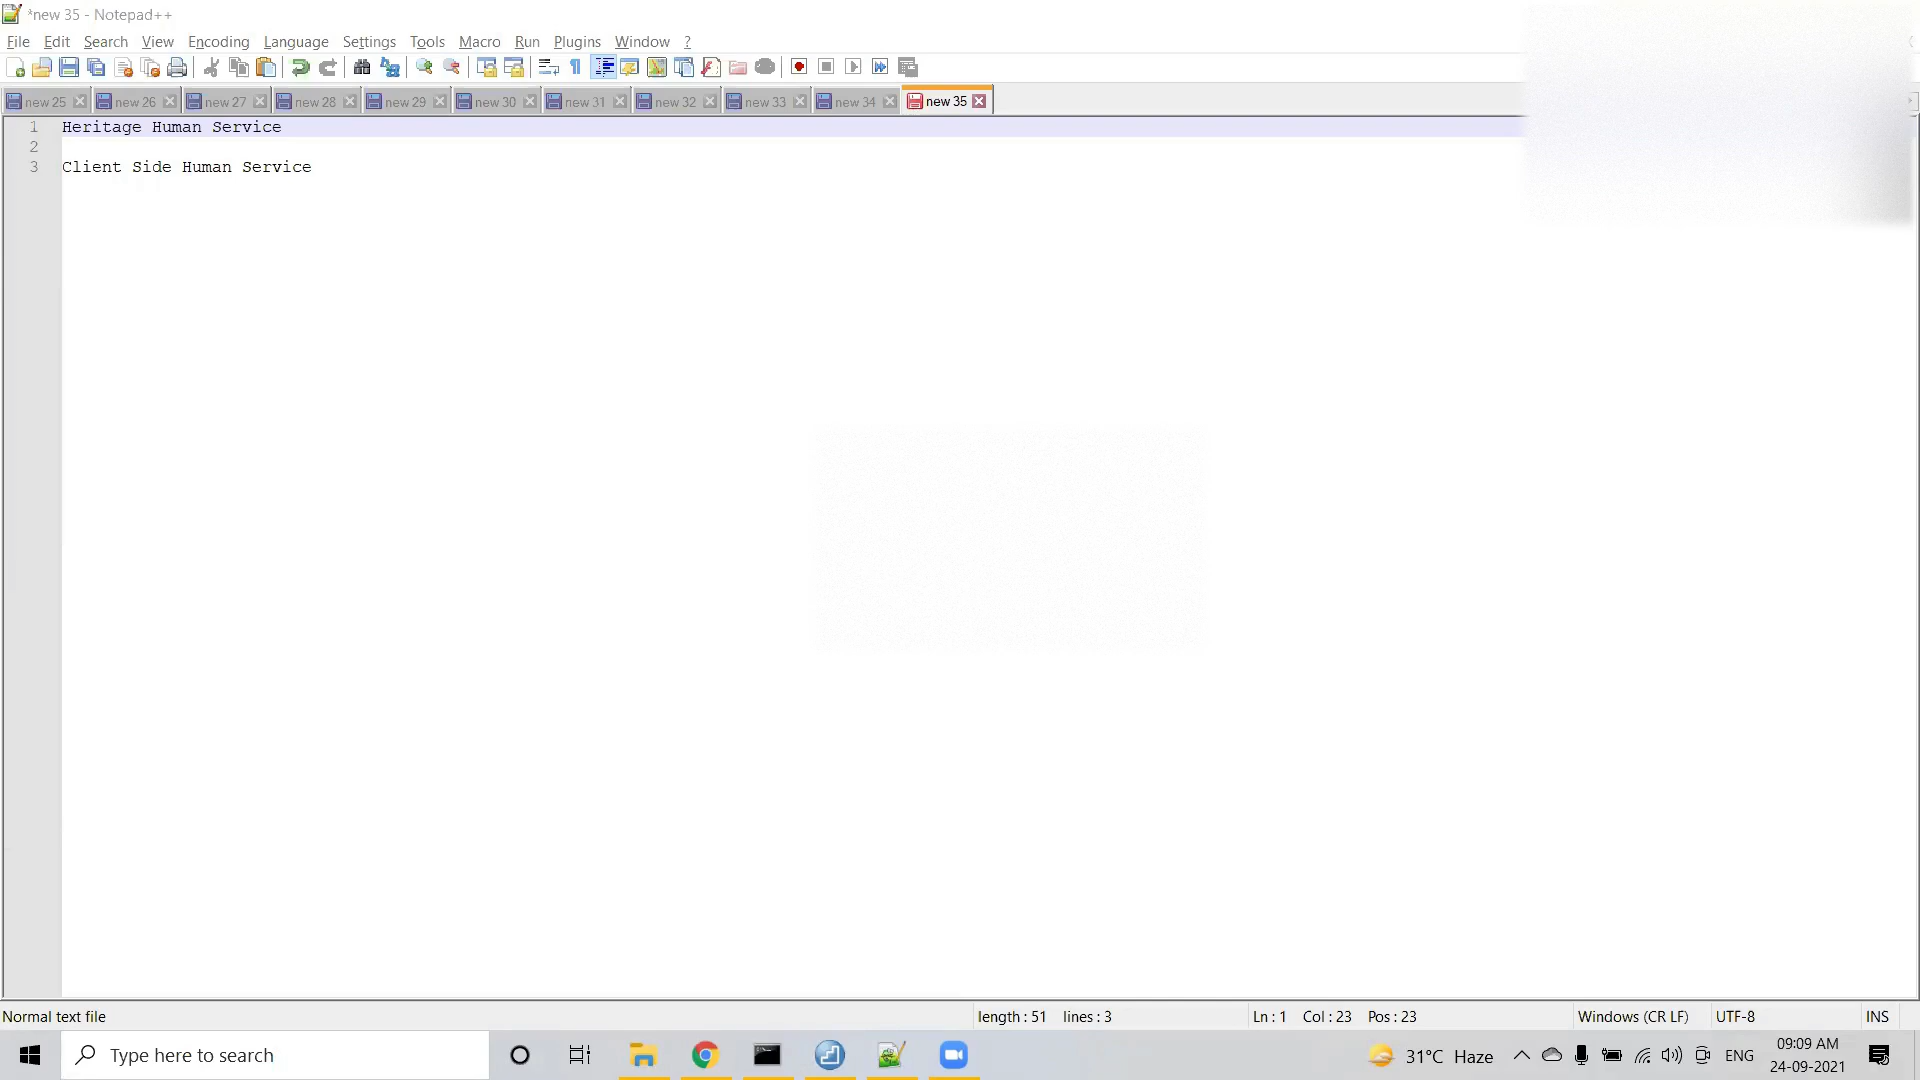 *new 35 - Notepad++
File Edit Search View Encoding Language Settings Tools Macro Run Plugins Window ?
new 25 new 26 new 27 new 28 new 29 new 30 new 31 new 32 new 33 new 34 new 35
1 Heritage Human Service
2
3 Client Side Human Service
Normal text file length : 51 lines : 3 Ln : 1 Col : 23 Pos : 23 Windows (CR LF) UTF-8 INS
Type here to search 31°C Haze ENG 09:09 AM
24-09-2021